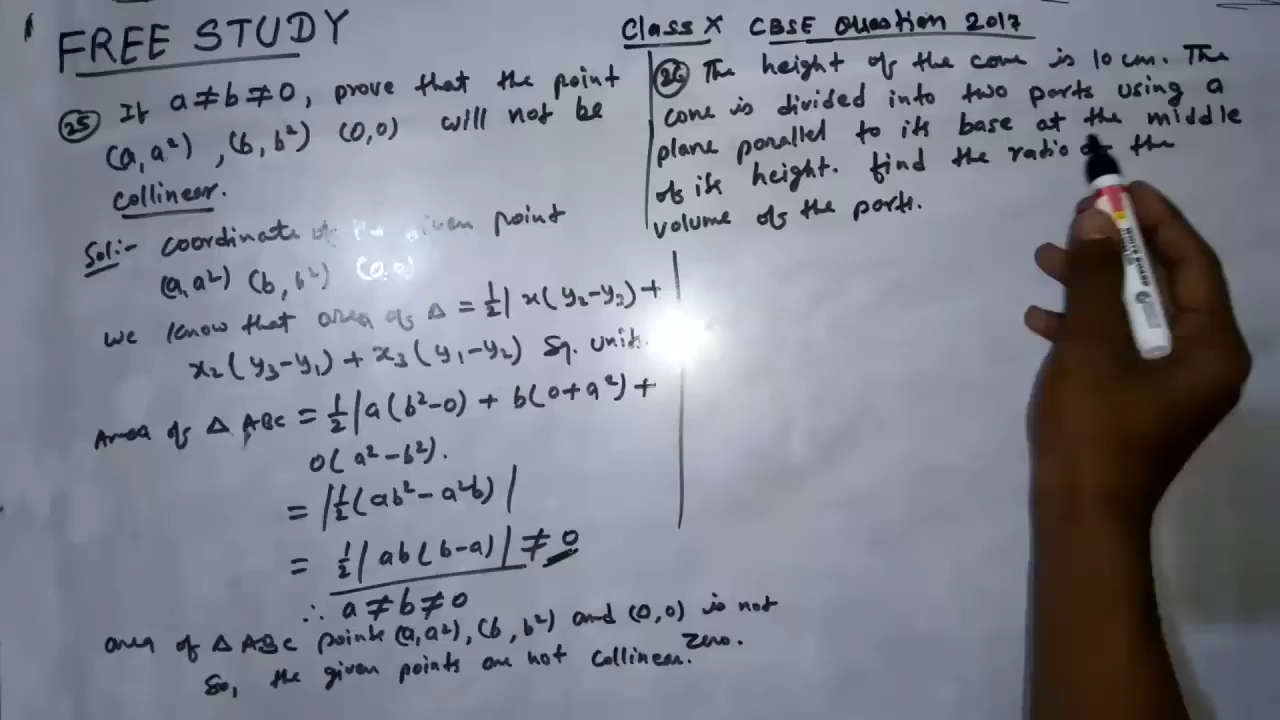 FREE STUDY
Class X CBSE Question 2017
(25) If a≠b≠0, prove that the point
(a, a²), (b, b²) (0,0) will not be
collinear.
Sol:- coordinate of given point
(a, a²) (b, b²) (0,0)
we know that area of Δ = ½| x(y₂-y₃)+
x₂(y₃-y₁)+x₃(y₁-y₂) Sq. unit.
Area of Δ ABC = ½|a(b²-0) + b(0+a²)+
0(a²-b²).
= |½(ab²-a²b)|
= ½|ab(b-a)| ≠ 0
∴ a≠b≠0
area of Δ ABC points (a,a²), (b, b²) and (0,0) is not
zero.
So, the given points are not collinear.
(26) The height of the cone is 10 cm. The
cone is divided into two parts using a
plane parallel to its base at the middle
of its height. find the ratio of the
volume of the parts.